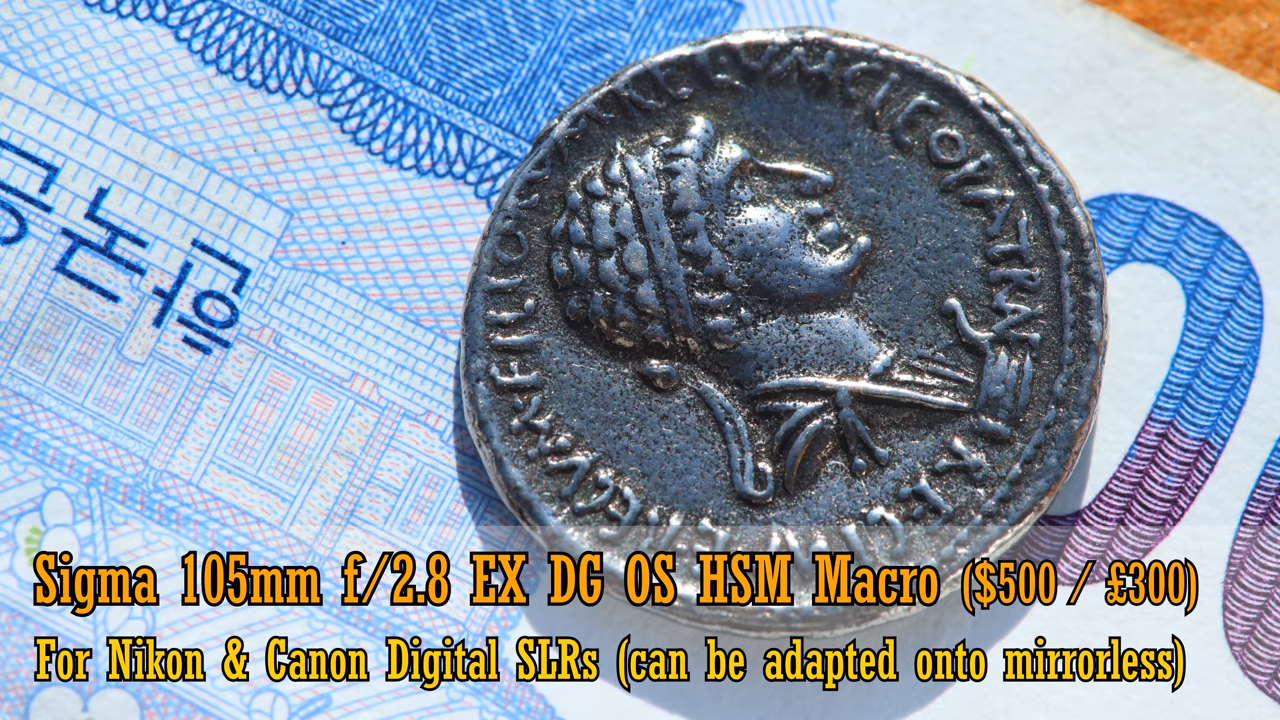 Sigma 105mm f/2.8 EX DG OS HSM Macro ($500 / £300)
For Nikon & Canon Digital SLRs (can be adapted onto mirrorless)